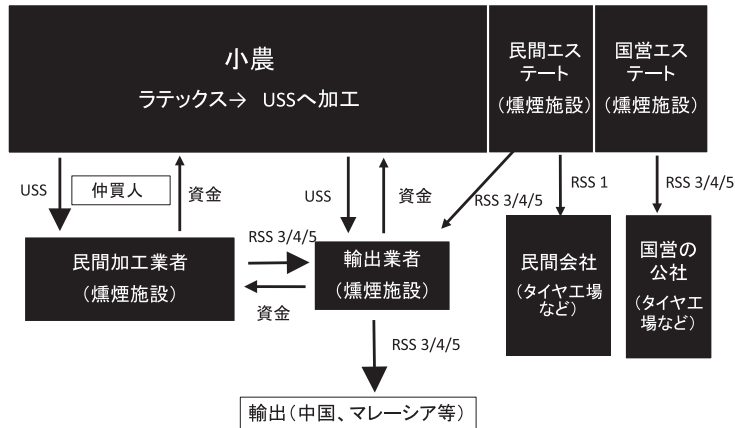 小農
ラテックス→ USSへ加工
民間エス
テート
(燻煙施設)
国営エス
テート
(燻煙施設)
USS
仲買人
資金
USS
資金
RSS 3/4/5
RSS 1
RSS 3/4/5
民間加工業者
(燻煙施設)
RSS 3/4/5
資金
輸出業者
(燻煙施設)
民間会社
(タイヤ工場
など)
国営の
公社
(タイヤ工
場など)
RSS 3/4/5
輸出(中国、マレーシア等)